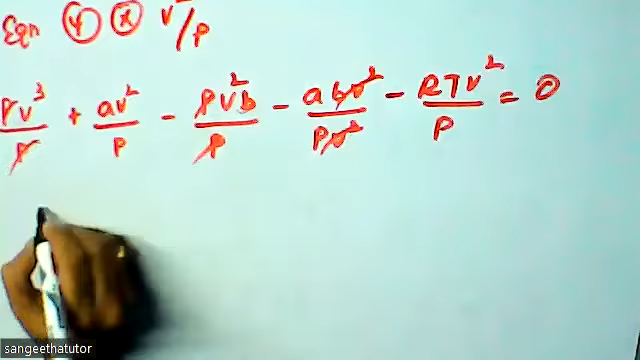 Eqn ④ ⓧ v²/P
Pv³/P + av²/P - Pv²b/P - abv²/Pv² - RTv²/P = 0
sangeethatutor